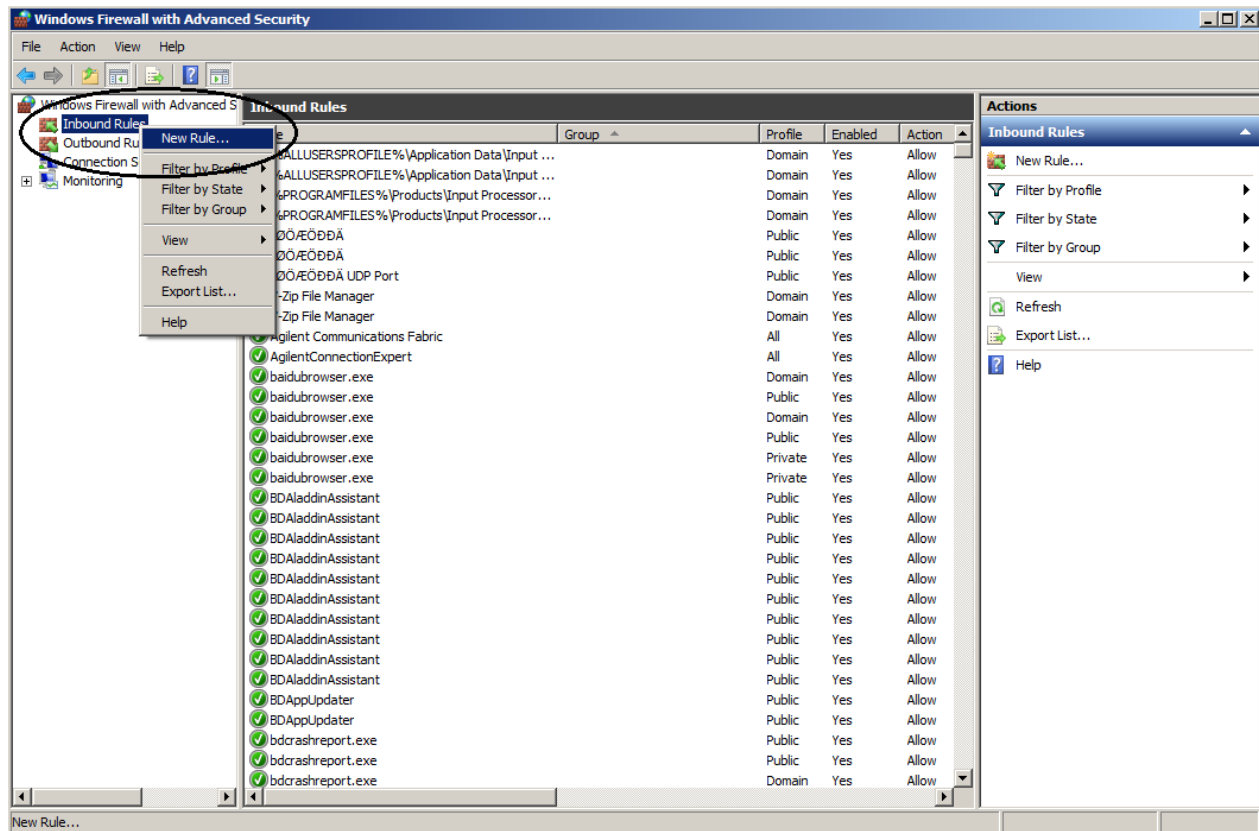 Windows Firewall with Advanced Security
File Action View Help
Windows Firewall with Advanced S
Inbound Rules
Outbound Ru
Connection S
Monitoring
New Rule...
Filter by Profile
Filter by State
Filter by Group
View
Refresh
Export List...
Help
Inbound Rules
Group Profile Enabled Action
%ALLUSERSPROFILE%\Application Data\Input ... Domain Yes Allow
%ALLUSERSPROFILE%\Application Data\Input ... Domain Yes Allow
%PROGRAMFILES%\Products\Input Processor... Domain Yes Allow
%PROGRAMFILES%\Products\Input Processor... Domain Yes Allow
ØÖÆÖÐÐÄ Public Yes Allow
ØÖÆÖÐÐÄ Public Yes Allow
ØÖÆÖÐÐÄ UDP Port Public Yes Allow
-Zip File Manager Domain Yes Allow
-Zip File Manager Domain Yes Allow
Agilent Communications Fabric All Yes Allow
AgilentConnectionExpert All Yes Allow
baidubrowser.exe Domain Yes Allow
baidubrowser.exe Public Yes Allow
baidubrowser.exe Domain Yes Allow
baidubrowser.exe Public Yes Allow
baidubrowser.exe Private Yes Allow
baidubrowser.exe Private Yes Allow
BDAladdinAssistant Public Yes Allow
BDAladdinAssistant Public Yes Allow
BDAladdinAssistant Public Yes Allow
BDAladdinAssistant Public Yes Allow
BDAladdinAssistant Public Yes Allow
BDAladdinAssistant Public Yes Allow
BDAladdinAssistant Public Yes Allow
BDAladdinAssistant Public Yes Allow
BDAladdinAssistant Public Yes Allow
BDAladdinAssistant Public Yes Allow
BDAppUpdater Public Yes Allow
BDAppUpdater Public Yes Allow
bdcrashreport.exe Public Yes Allow
bdcrashreport.exe Public Yes Allow
bdcrashreport.exe Domain Yes Allow
Actions
Inbound Rules
New Rule...
Filter by Profile
Filter by State
Filter by Group
View
Refresh
Export List...
Help
New Rule...